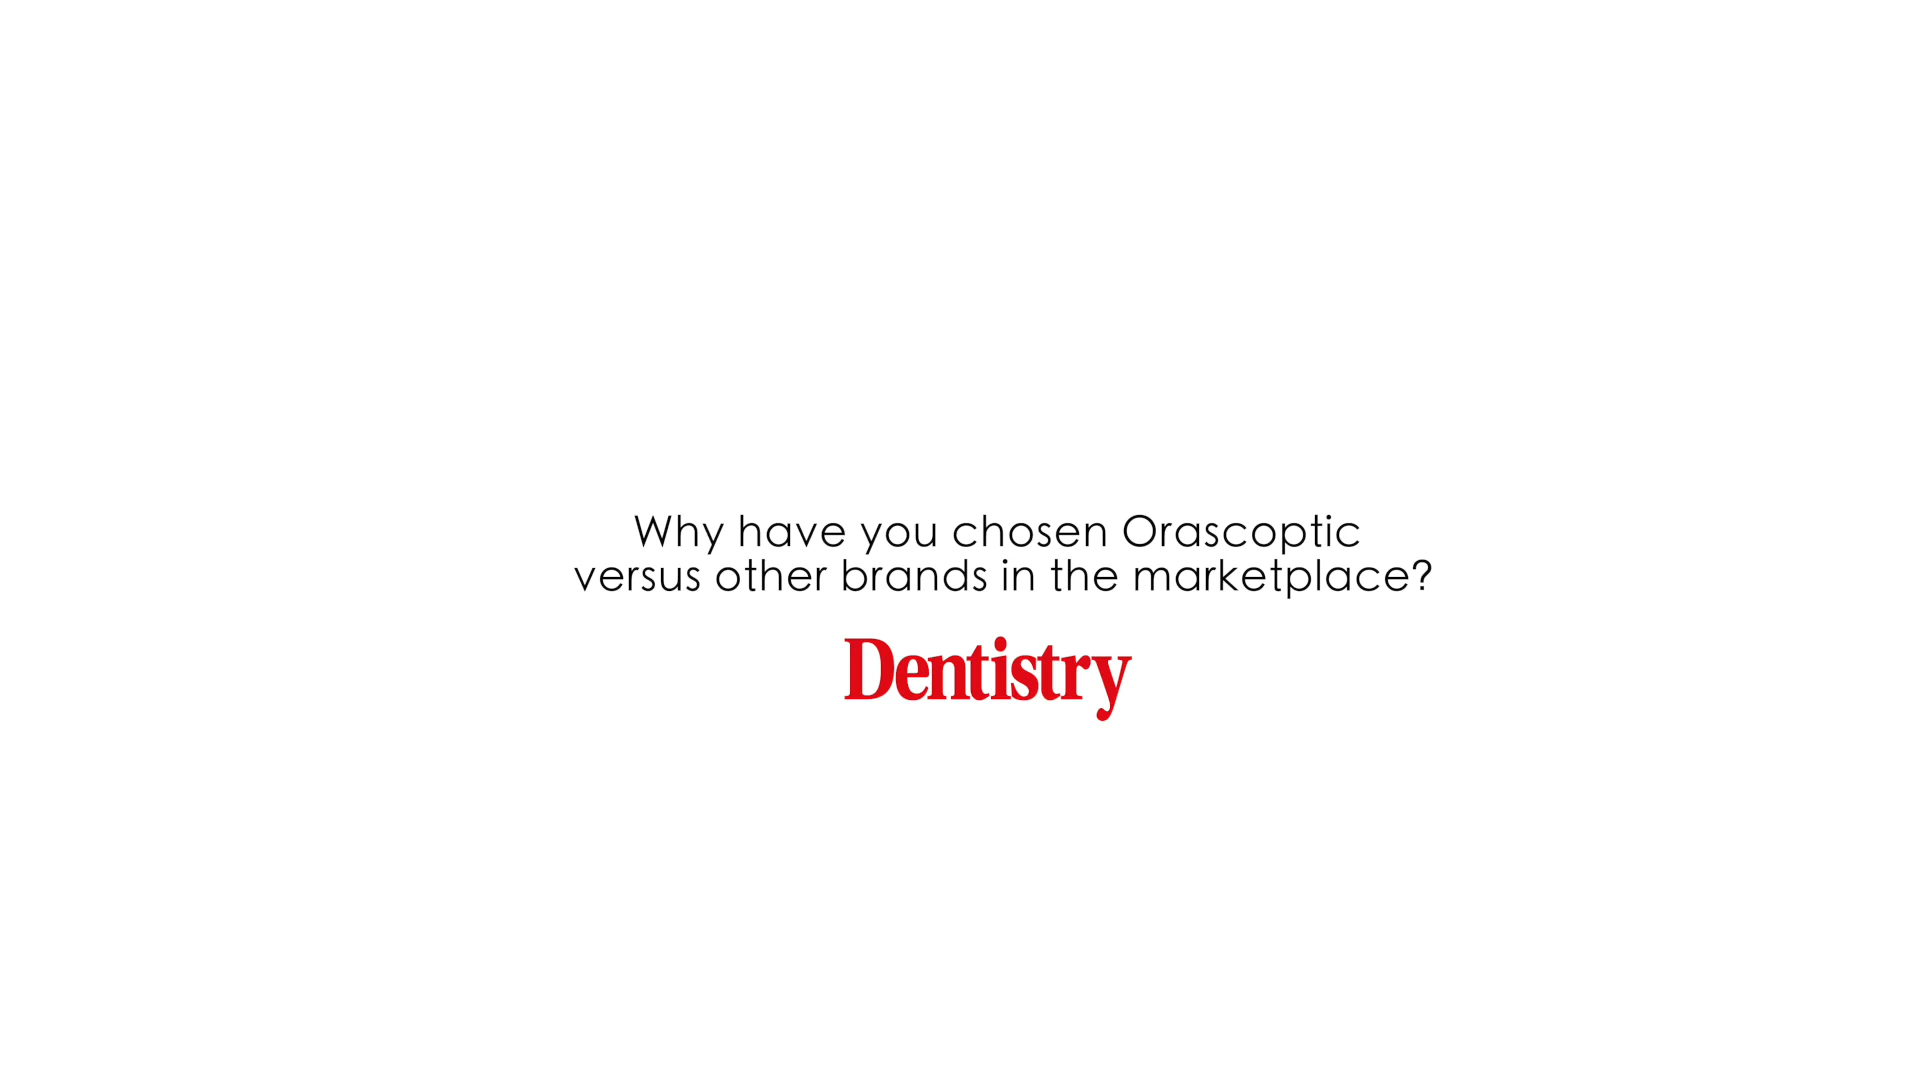 Why have you chosen Orascoptic
versus other brands in the marketplace?
Dentistry